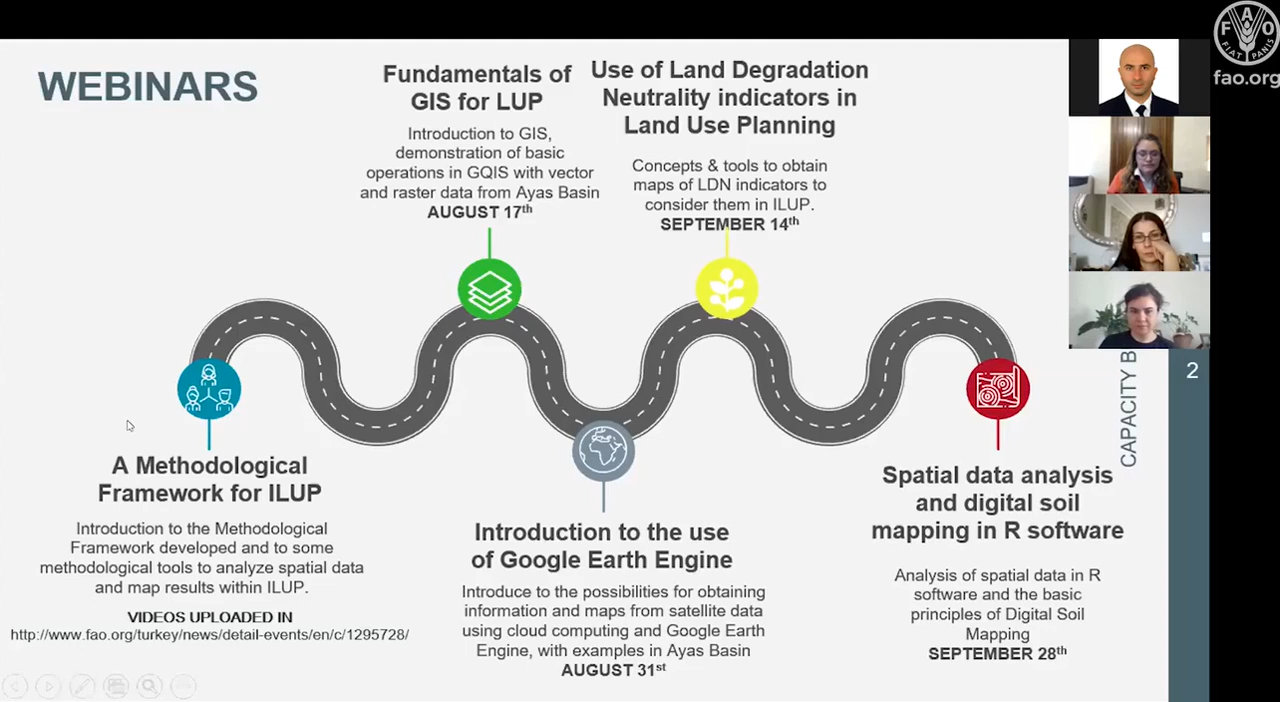 WEBINARS
Fundamentals of
GIS for LUP
Introduction to GIS,
demonstration of basic
operations in GQIS with vector
and raster data from Ayas Basin
AUGUST 17th
Use of Land Degradation
Neutrality indicators in
Land Use Planning
Concepts & tools to obtain
maps of LDN indicators to
consider them in ILUP.
SEPTEMBER 14th
A Methodological
Framework for ILUP
Introduction to the Methodological
Framework developed and to some
methodological tools to analyze spatial data
and map results within ILUP.
VIDEOS UPLOADED IN
http://www.fao.org/turkey/news/detail-events/en/c/1295728/
Introduction to the use
of Google Earth Engine
Introduce to the possibilities for obtaining
information and maps from satellite data
using cloud computing and Google Earth
Engine, with examples in Ayas Basin
AUGUST 31st
Spatial data analysis
and digital soil
mapping in R software
Analysis of spatial data in R
software and the basic
principles of Digital Soil
Mapping
SEPTEMBER 28th
CAPACITY B
2
FAO
FIAT PANIS
fao.org